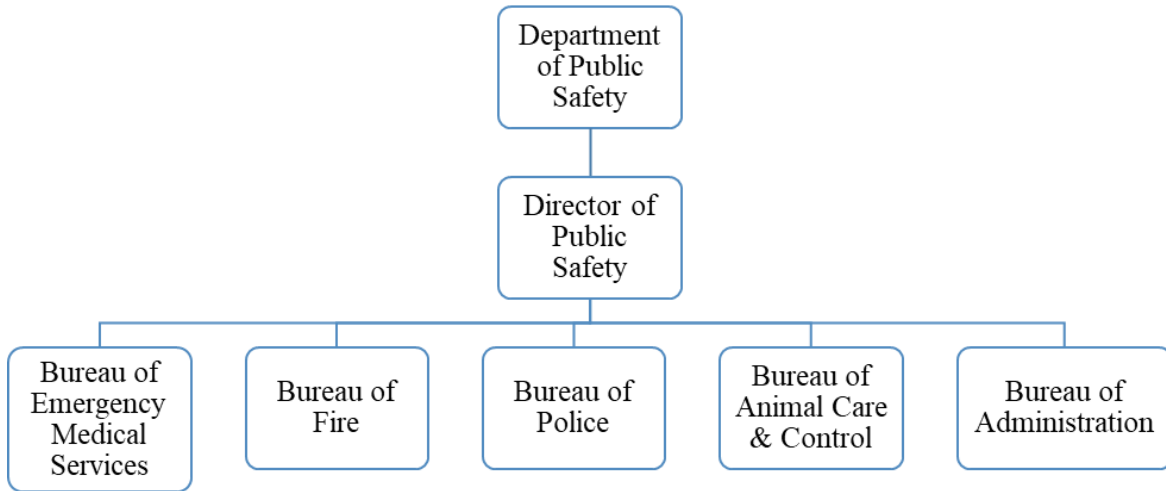 Department
of Public
Safety
Director of
Public
Safety
Bureau of
Emergency
Medical
Services
Bureau of
Fire
Bureau of
Police
Bureau of
Animal Care
& Control
Bureau of
Administration